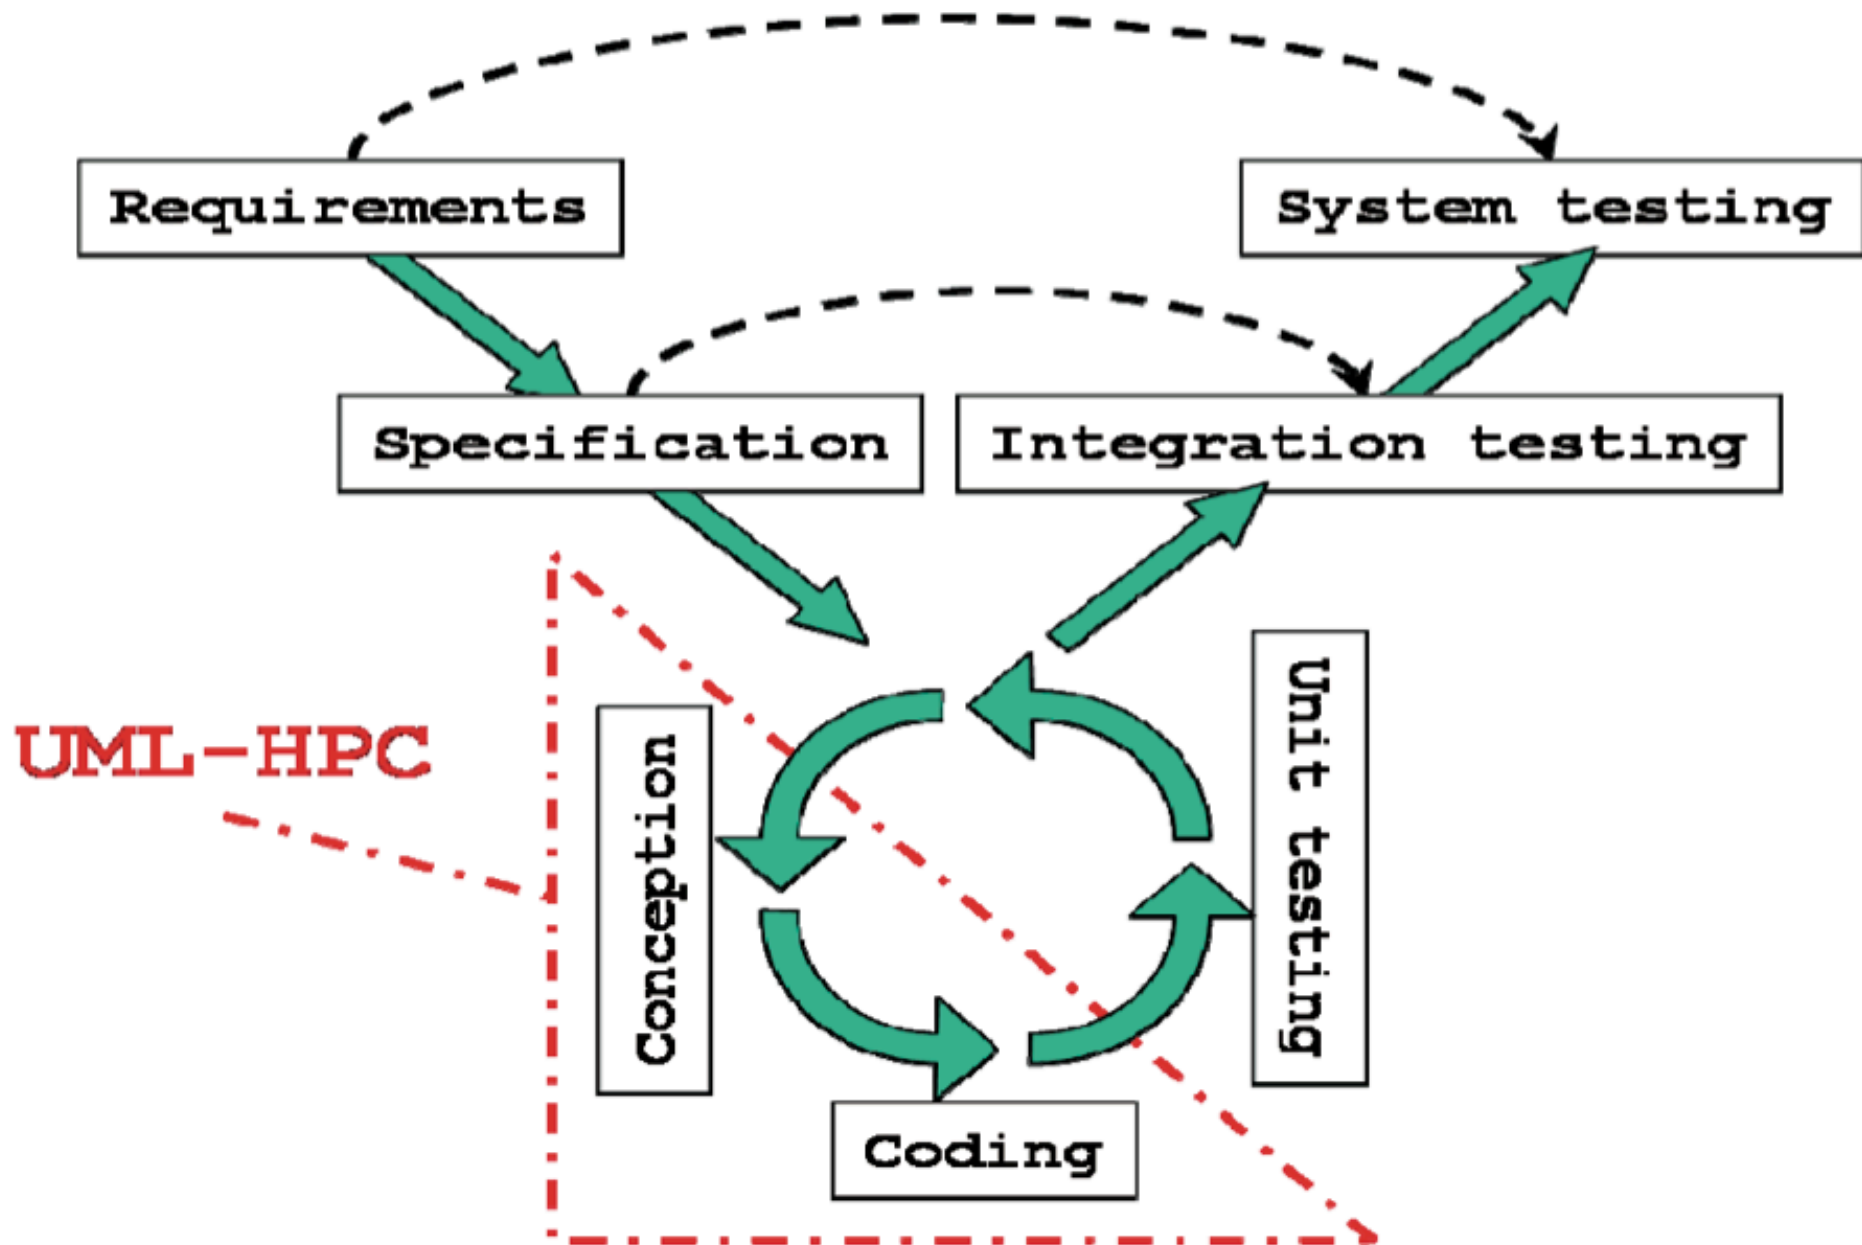 Requirements
System testing
Specification
Integration testing
UML-HPC
Conception
Unit testing
Coding